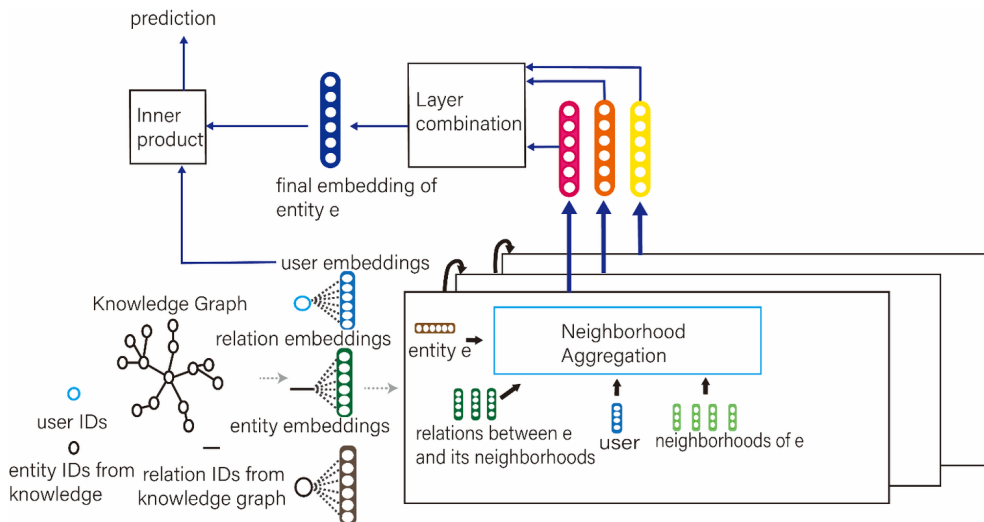 prediction
Inner
product
Layer
combination
final embedding of
entity e
user embeddings
Knowledge Graph
relation embeddings
entity embeddings
user IDs
entity IDs from
knowledge
relation IDs from
knowledge graph
entity e
Neighborhood
Aggregation
relations between e
and its neighborhoods
user
neighborhoods of e